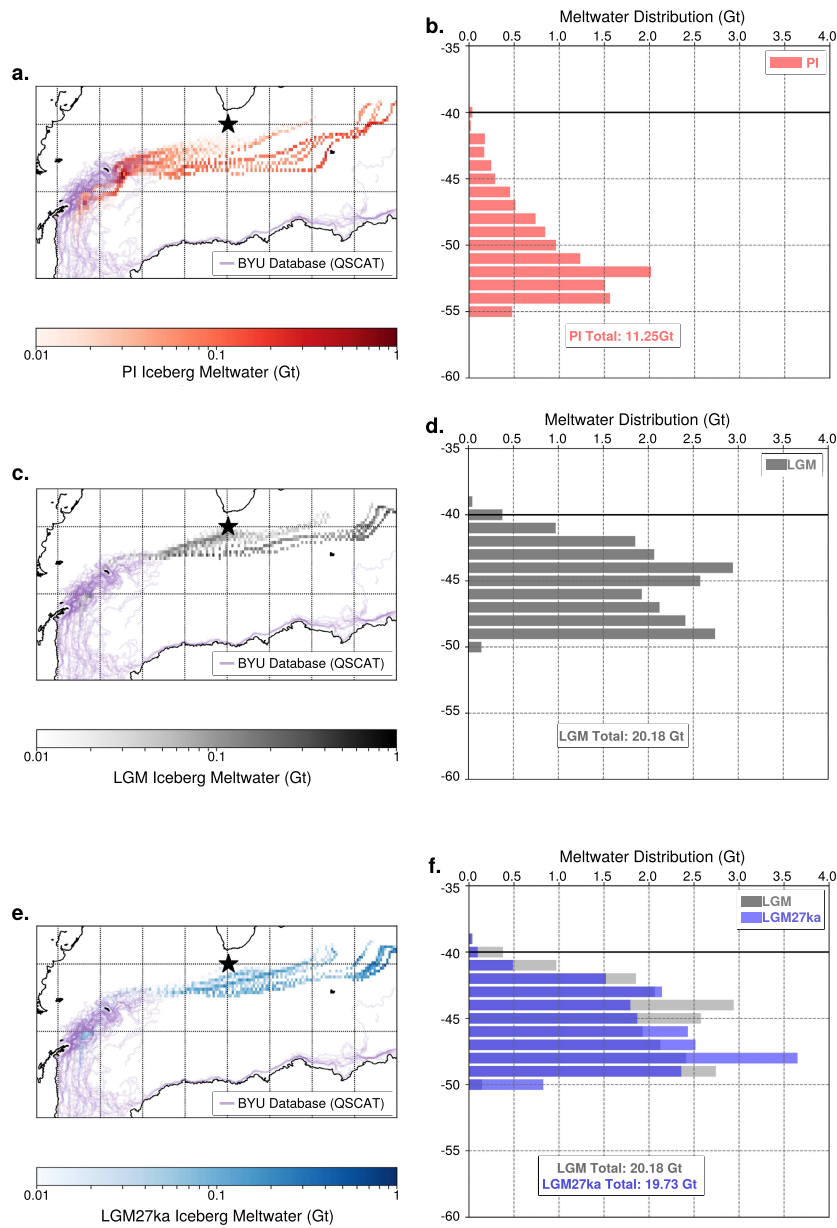 a.
BYU Database (QSCAT)
0.01 0.1 1
PI Iceberg Meltwater (Gt)
b.
Meltwater Distribution (Gt)
0.0 0.5 1.0 1.5 2.0 2.5 3.0 3.5 4.0
-35
PI
-40
-45
-50
-55
PI Total: 11.25Gt
-60
c.
BYU Database (QSCAT)
0.01 0.1 1
LGM Iceberg Meltwater (Gt)
d.
Meltwater Distribution (Gt)
0.0 0.5 1.0 1.5 2.0 2.5 3.0 3.5 4.0
-35
LGM
-40
-45
-50
-55
LGM Total: 20.18 Gt
-60
e.
BYU Database (QSCAT)
0.01 0.1 1
LGM27ka Iceberg Meltwater (Gt)
f.
Meltwater Distribution (Gt)
0.0 0.5 1.0 1.5 2.0 2.5 3.0 3.5 4.0
-35
LGM
LGM27ka
-40
-45
-50
-55
LGM Total: 20.18 Gt
LGM27ka Total: 19.73 Gt
-60